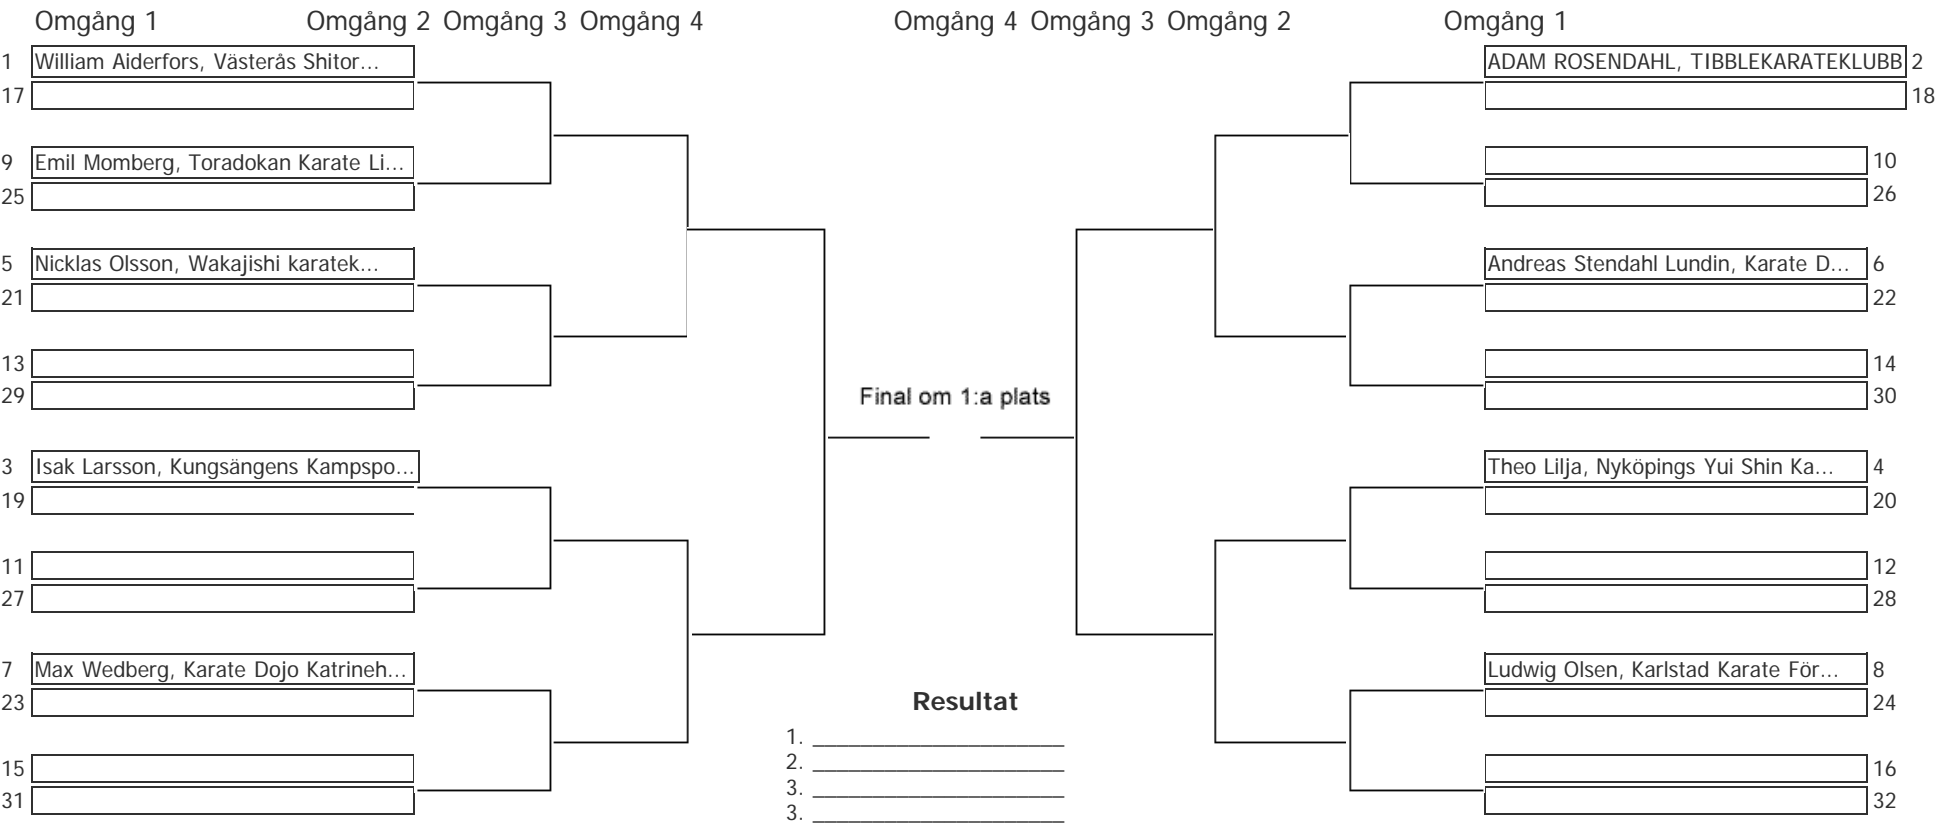 Omgång 1 Omgång 2 Omgång 3 Omgång 4 Omgång 4 Omgång 3 Omgång 2 Omgång 1
1 William Aiderfors, Västerås Shitor...
17
9 Emil Momberg, Toradokan Karate Li...
25
5 Nicklas Olsson, Wakajishi karatek...
21
13
29
3 Isak Larsson, Kungsängens Kampspo...
19
11
27
7 Max Wedberg, Karate Dojo Katrineh...
23
15
31
Final om 1:a plats
Resultat
1. ______________________
2. ______________________
3. ______________________
3. ______________________
ADAM ROSENDAHL, TIBBLEKARATEKLUBB 2
18
10
26
Andreas Stendahl Lundin, Karate D... 6
22
14
30
Theo Lilja, Nyköpings Yui Shin Ka... 4
20
12
28
Ludwig Olsen, Karlstad Karate För... 8
24
16
32